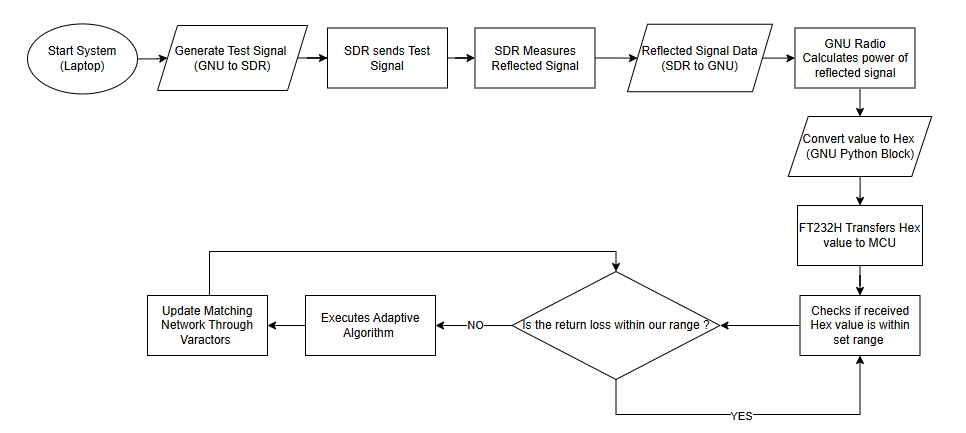 Start System
(Laptop)
Generate Test Signal
(GNU to SDR)
SDR sends Test
Signal
SDR Measures
Reflected Signal
Reflected Signal Data
(SDR to GNU)
GNU Radio
Calculates power of
reflected signal
Convert value to Hex
(GNU Python Block)
FT232H Transfers Hex
value to MCU
Checks if received
Hex value is within
set range
Is the return loss within our range ?
NO
Executes Adaptive
Algorithm
Update Matching
Network Through
Varactors
YES